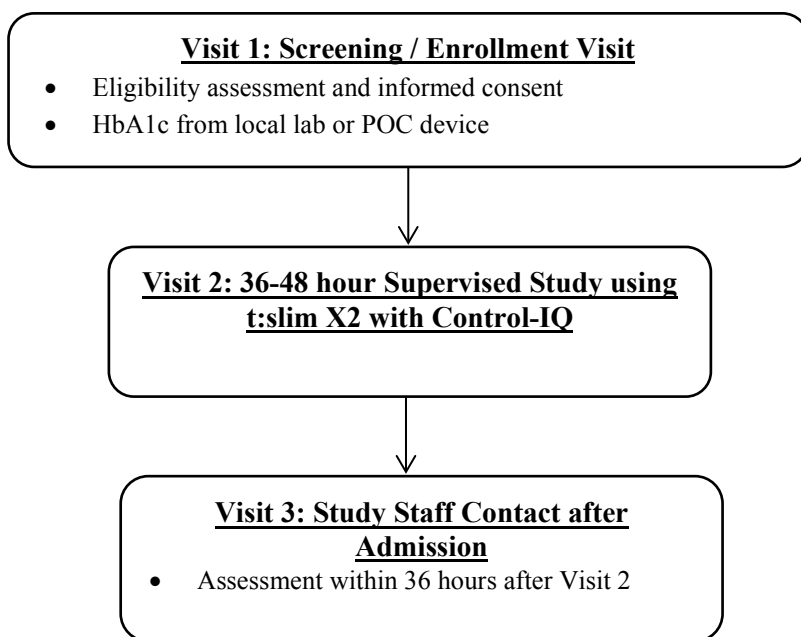 Visit 1: Screening / Enrollment Visit
• Eligibility assessment and informed consent
• HbA1c from local lab or POC device
Visit 2: 36-48 hour Supervised Study using
t:slim X2 with Control-IQ
Visit 3: Study Staff Contact after
Admission
• Assessment within 36 hours after Visit 2